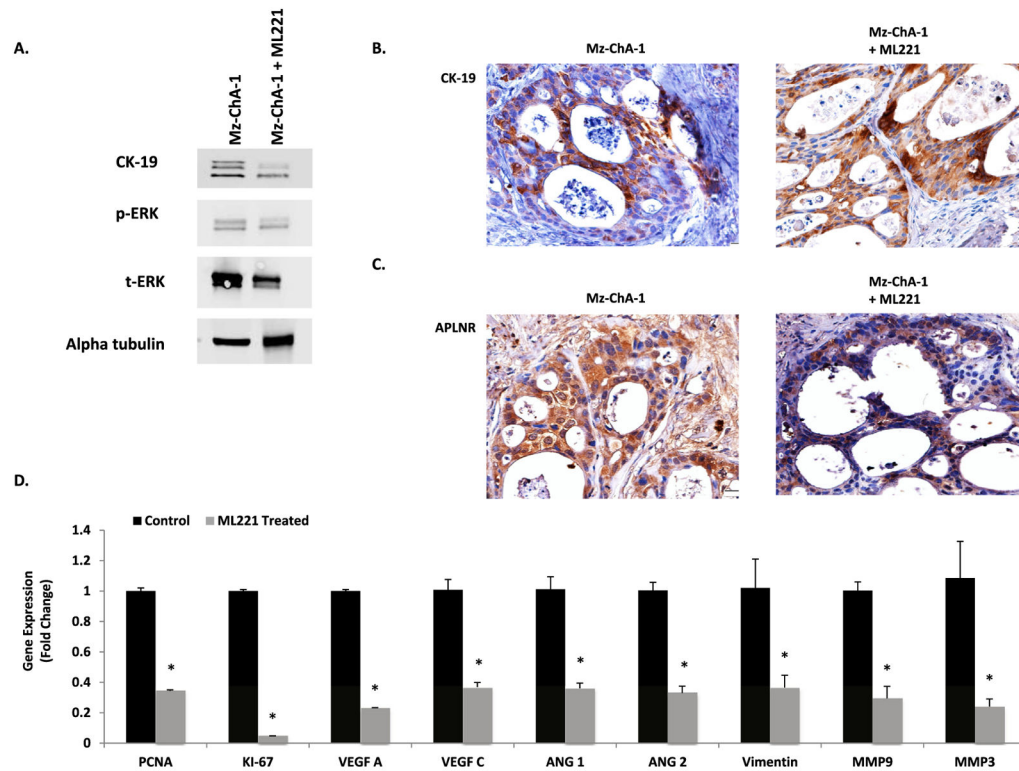 A.
Mz-ChA-1
Mz-ChA-1 + ML221
CK-19
p-ERK
t-ERK
Alpha tubulin
B.
Mz-ChA-1
Mz-ChA-1
+ ML221
CK-19
C.
Mz-ChA-1
Mz-ChA-1
+ ML221
APLNR
D.
Control
ML221 Treated
Gene Expression
(Fold Change)
1.4
1.2
1
0.8
0.6
0.4
0.2
0
*
*
*
*
*
*
*
*
*
PCNA
KI-67
VEGF A
VEGF C
ANG 1
ANG 2
Vimentin
MMP9
MMP3